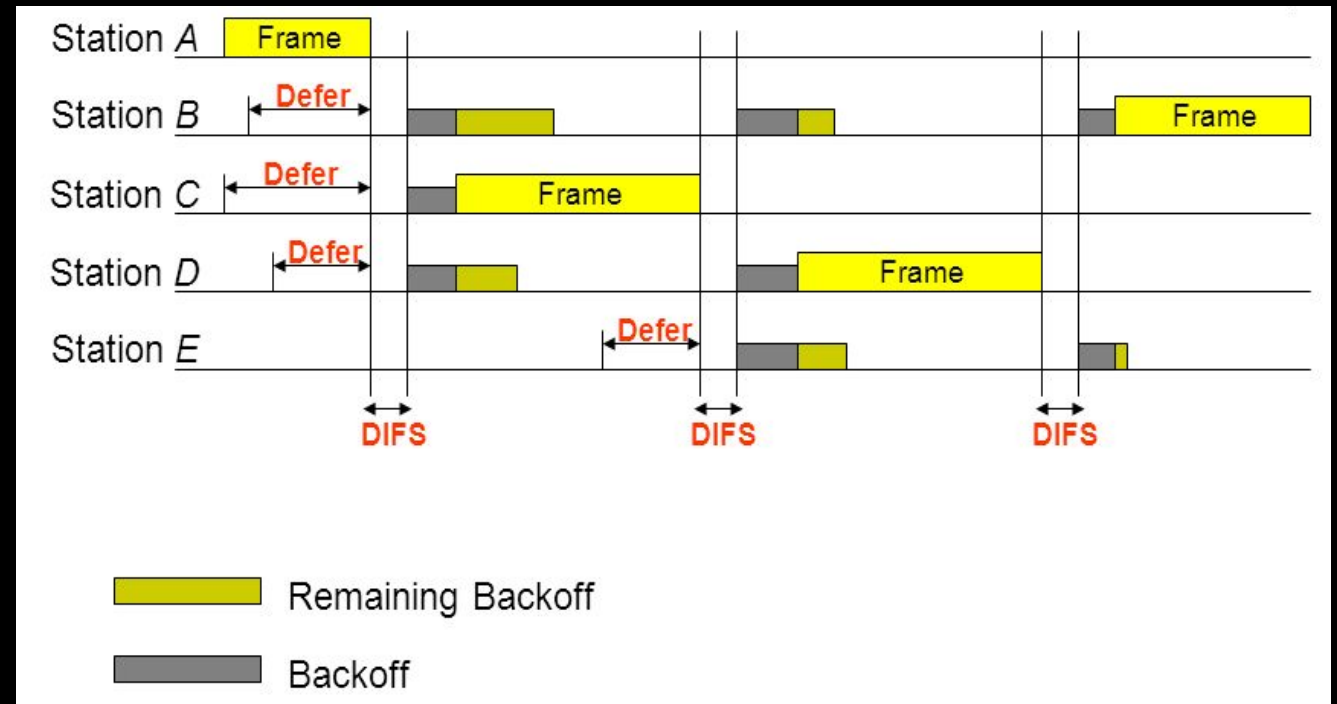 Station A Frame
Station B Defer Frame
Station C Defer Frame
Station D Defer Frame
Station E Defer
DIFS DIFS DIFS
Remaining Backoff
Backoff